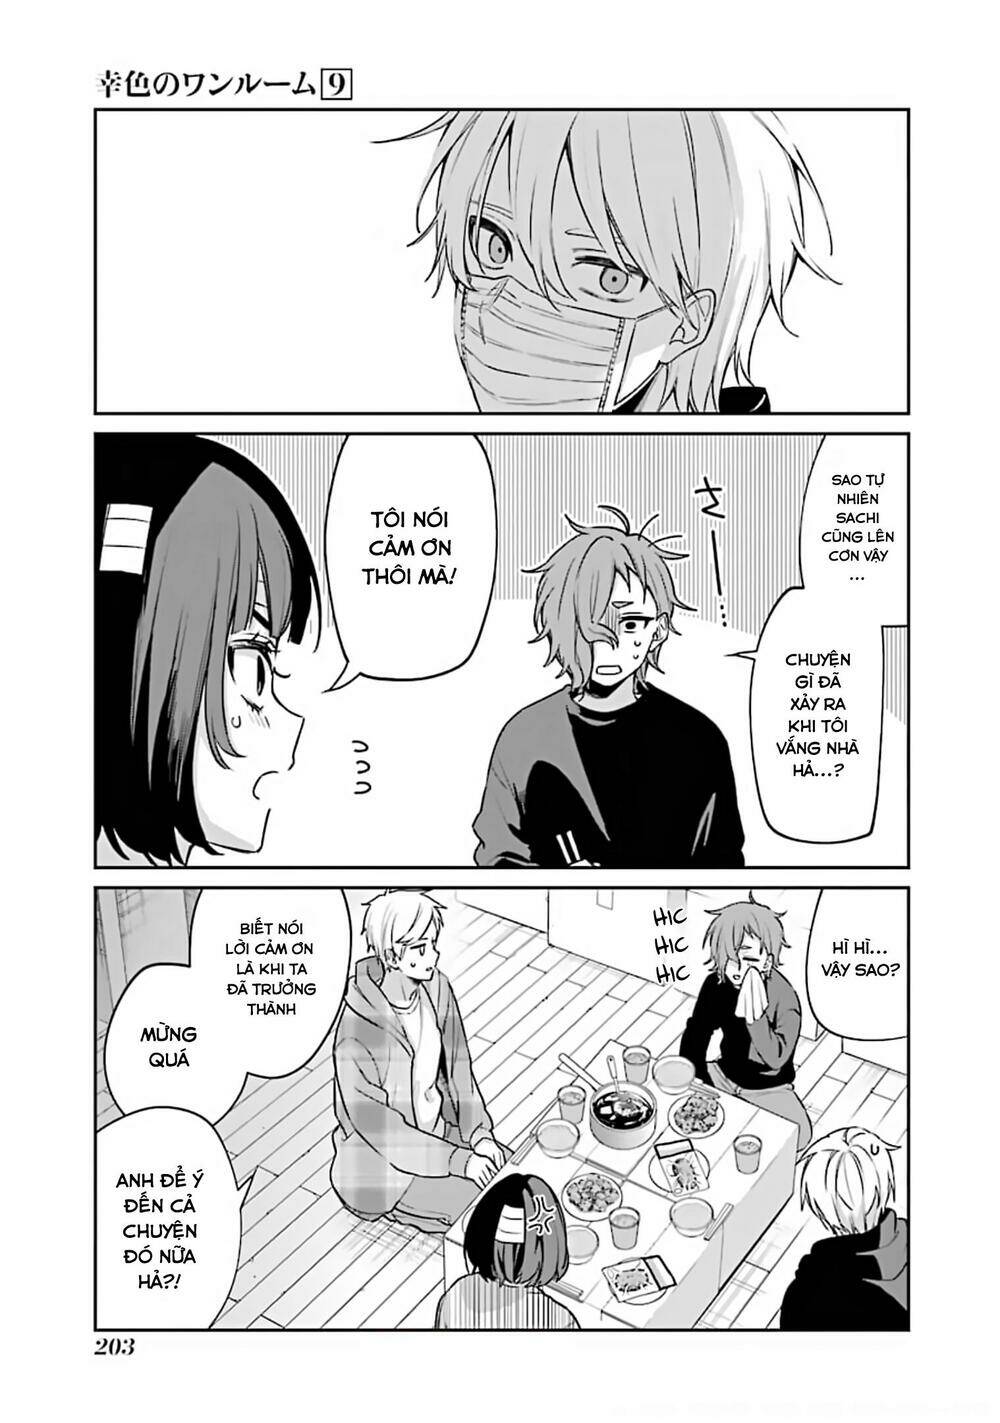 幸色のワンルーム 9
SAO TỰ
NHIÊN
SACHI
CŨNG LÊN
CƠN VẬY
...
CHUYỆN
GÌ ĐÃ
XẢY RA
KHI TÔI
VẮNG NHÀ
HẢ...?
TÔI NÓI
CẢM ƠN
THÔI MÀ!
HÌ HÌ...
VẬY SAO?
HIC
HIC
HIC
BIẾT NÓI
LỜI CẢM ƠN
LÀ KHI TA
ĐÃ TRƯỞNG
THÀNH
MỪNG
QUÁ
ANH ĐỂ Ý
ĐẾN CẢ
CHUYỆN
ĐÓ NỮA
HẢ?!
203